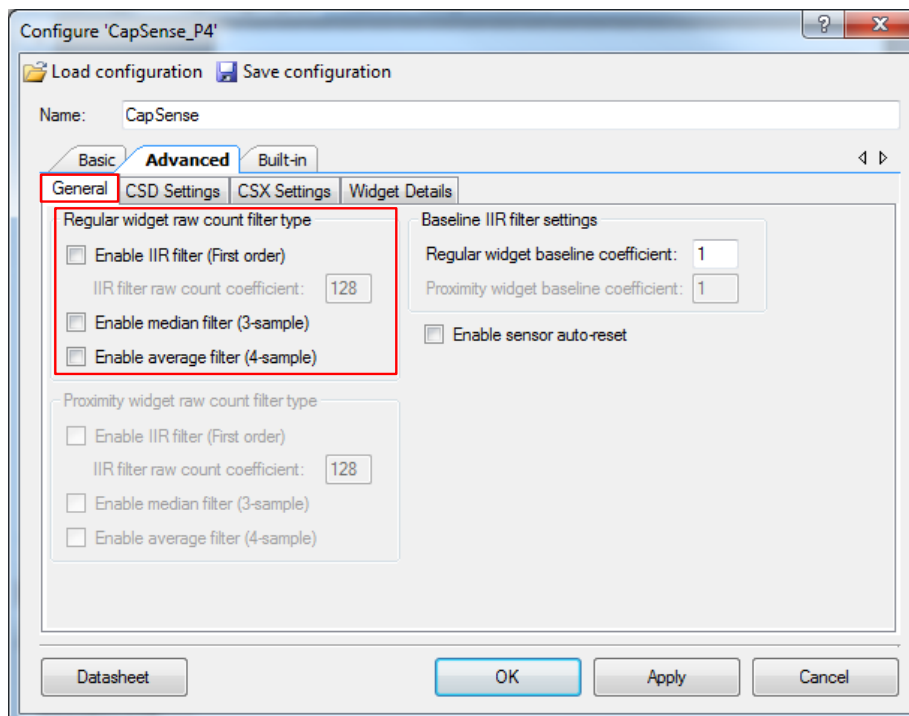 Configure 'CapSense_P4'
Load configuration Save configuration
Name: CapSense
Basic Advanced Built-in
General CSD Settings CSX Settings Widget Details
Regular widget raw count filter type
Enable IIR filter (First order)
IIR filter raw count coefficient: 128
Enable median filter (3-sample)
Enable average filter (4-sample)
Proximity widget raw count filter type
Enable IIR filter (First order)
IIR filter raw count coefficient: 128
Enable median filter (3-sample)
Enable average filter (4-sample)
Baseline IIR filter settings
Regular widget baseline coefficient: 1
Proximity widget baseline coefficient: 1
Enable sensor auto-reset
Datasheet OK Apply Cancel